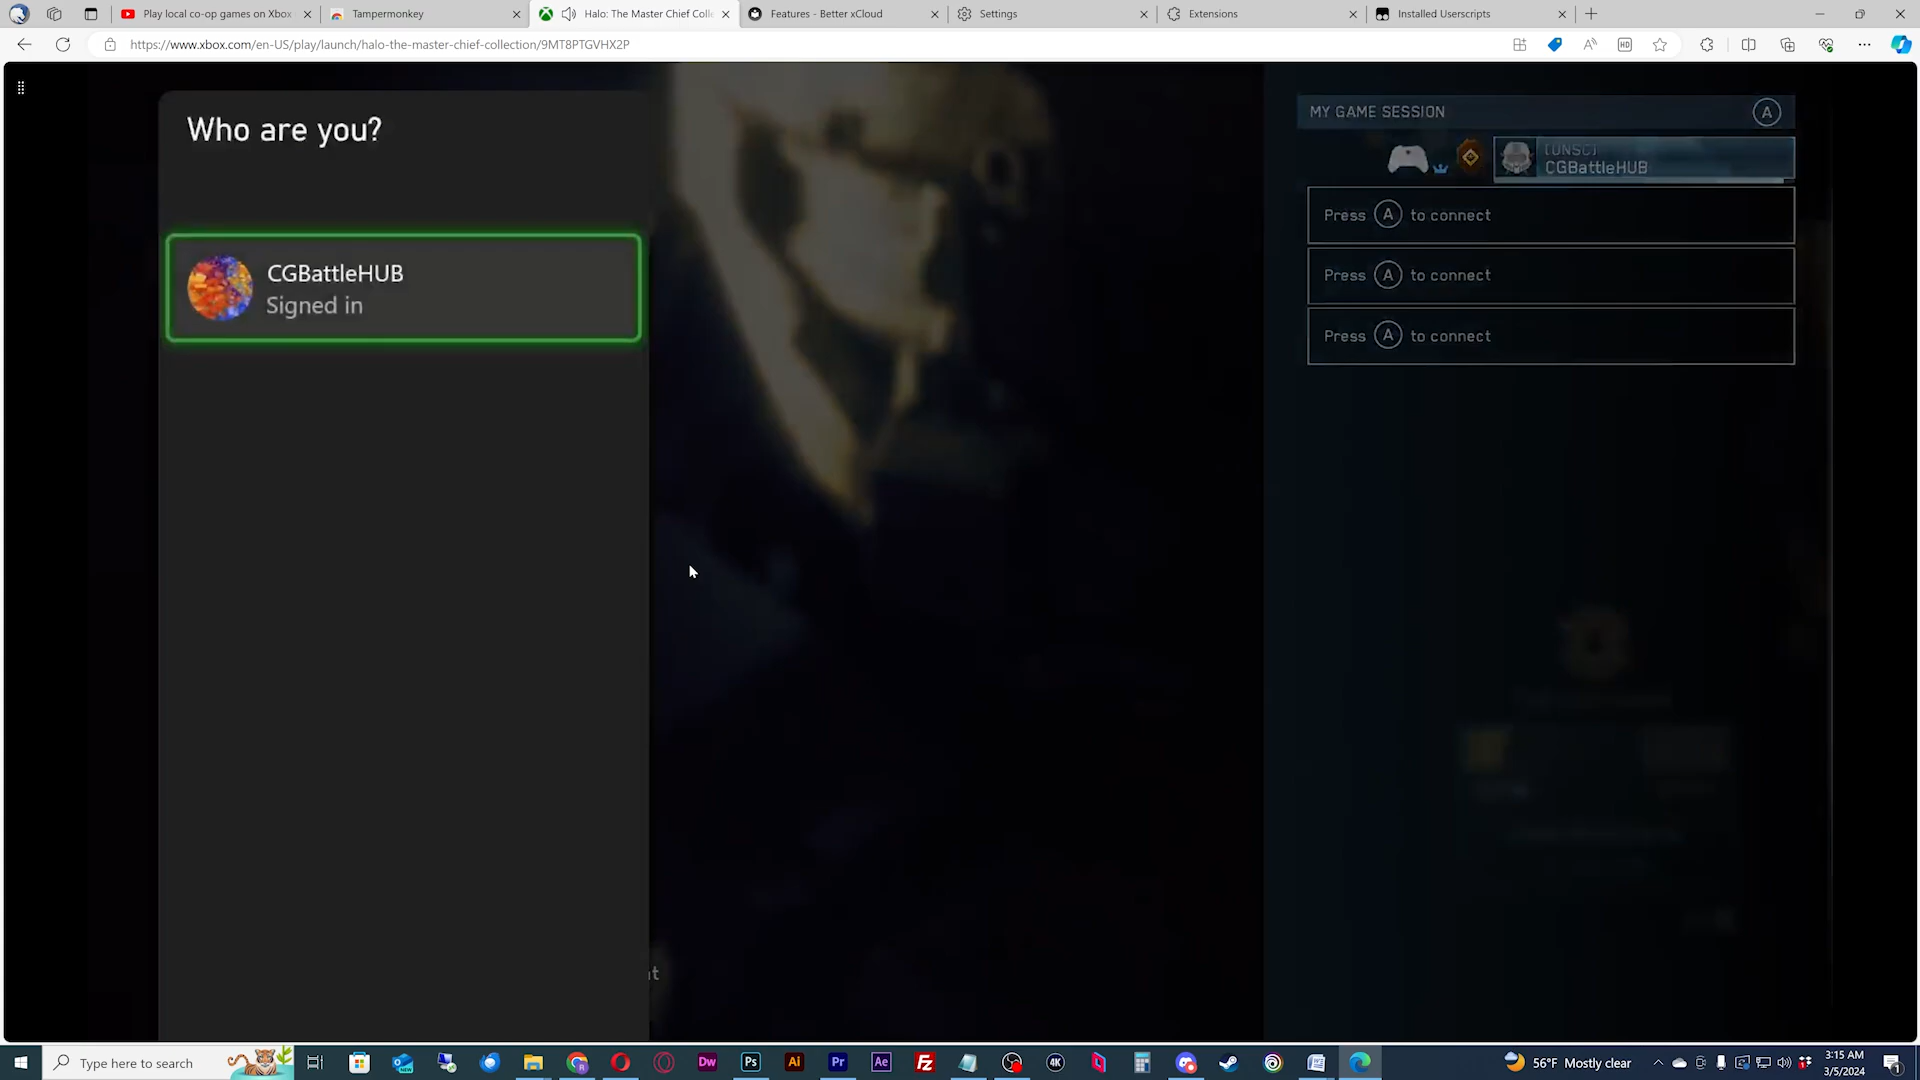 Play local co-op games on Xbox
Tampermonkey
Halo: The Master Chief Colle
Features - Better xCloud
Settings
Extensions
Installed Userscripts
https://www.xbox.com/en-US/play/launch/halo-the-master-chief-collection/9MT8PTGVHX2P
Who are you?
CGBattleHUB
Signed in
MY GAME SESSION
A
[UNSC]
CGBattleHUB
Press A to connect
Press A to connect
Press A to connect
Type here to search
56°F Mostly clear
3:15 AM
3/5/2024